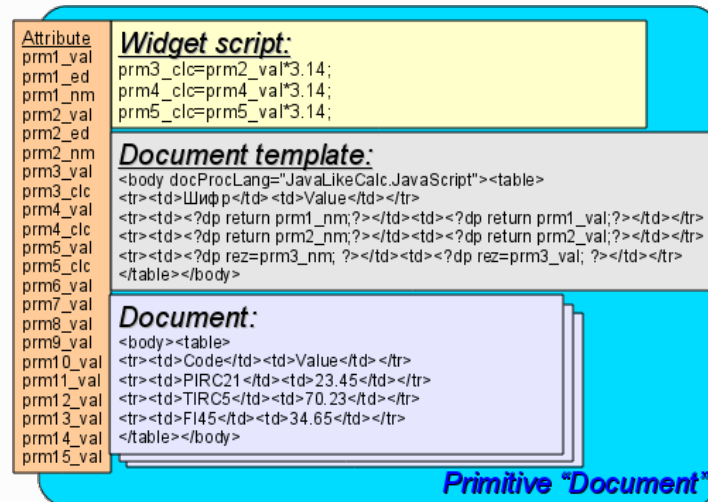 Attribute
prm1_val
prm1_ed
prm1_nm
prm2_val
prm2_ed
prm2_nm
prm3_val
prm3_clc
prm4_val
prm4_clc
prm5_val
prm5_clc
prm6_val
prm7_val
prm8_val
prm9_val
prm10_val
prm11_val
prm12_val
prm13_val
prm14_val
prm15_val
Widget script:
prm3_clc=prm2_val*3.14;
prm4_clc=prm4_val*3.14;
prm5_clc=prm5_val*3.14;
Document template:
<body docProcLang="JavaLikeCalc.JavaScript"><table>
<tr><td>Шифр</td><td>Value</td></tr>
<tr><td><?dp return prm1_nm;?></td><td><?dp return prm1_val;?></td></tr>
<tr><td><?dp return prm2_nm;?></td><td><?dp return prm2_val;?></td></tr>
<tr><td><?dp rez=prm3_nm; ?></td><td><?dp rez=prm3_val; ?></td></tr>
</table></body>
Document:
<body><table>
<tr><td>Code</td><td>Value</td></tr>
<tr><td>PIRC21</td><td>23.45</td></tr>
<tr><td>TIRC5</td><td>70.23</td></tr>
<tr><td>FI45</td><td>34.65</td></tr>
</table></body>
Primitive “Document”